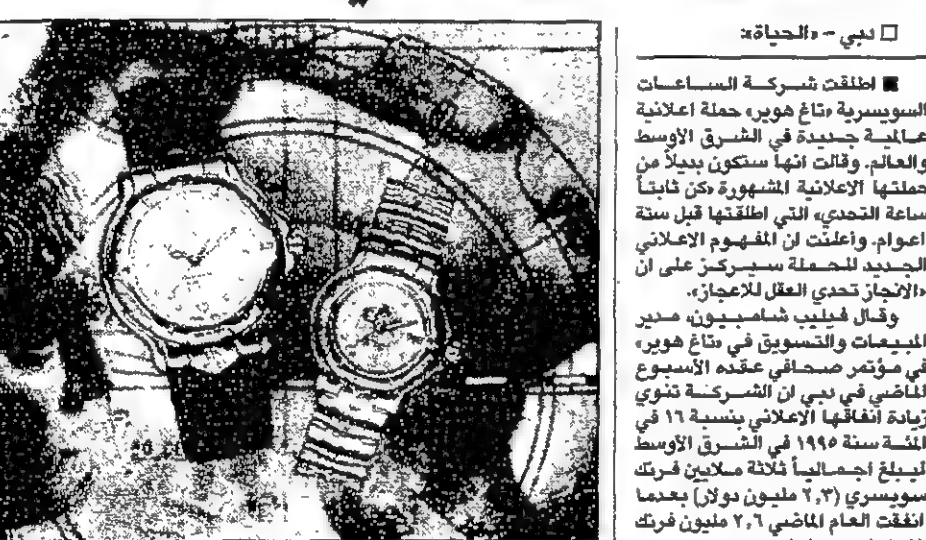 □ دبي - «الحياة»:
■ اطلقت شركة الساعات
السويسرية «تاغ هوير» حملة اعلانية
عالمية جديدة في الشرق الأوسط
والعالم. وقالت انها ستكون بديلاً من
حملتها الاعلانية المشهورة «كن ثابتاً
ساعة التحدي» التي اطلقتها قبل ستة
اعوام. وأعلنت ان المفهوم الاعلاني
الجديد للحملة سيركز على ان
«الانجاز تحدي العقل للاعجاز».
وقال فيليب شامبيون، مدير
المبيعات والتسويق في «تاغ هوير»
في مؤتمر صحافي عقده الأسبوع
الماضي في دبي ان الشركة تنوي
زيادة انفاقها الإعلاني بنسبة ١٦ في
المئة سنة ١٩٩٥ في الشرق الأوسط
ليبلغ اجمالياً ثلاثة ملايين فرنك
سويسري (٢,٣ مليون دولار) بعدما
انفقت العام الماضي ٢,٦ مليون فرنك